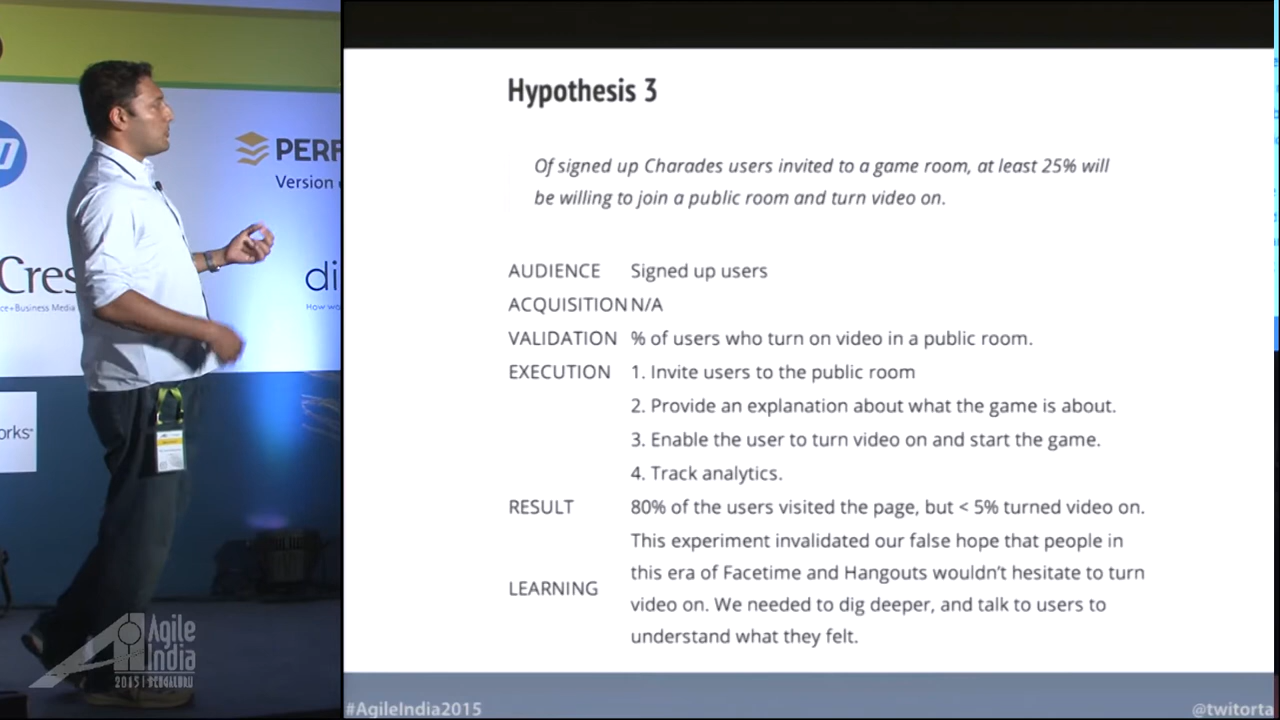 PERF
Version
Cres
ce+Business Media
di
How wo
orks®
Agile
India
2015 | BENGALURU
Hypothesis 3
Of signed up Charades users invited to a game room, at least 25% will
be willing to join a public room and turn video on.
AUDIENCE Signed up users
ACQUISITION N/A
VALIDATION % of users who turn on video in a public room.
EXECUTION 1. Invite users to the public room
2. Provide an explanation about what the game is about.
3. Enable the user to turn video on and start the game.
4. Track analytics.
RESULT 80% of the users visited the page, but < 5% turned video on.
LEARNING This experiment invalidated our false hope that people in
this era of Facetime and Hangouts wouldn't hesitate to turn
video on. We needed to dig deeper, and talk to users to
understand what they felt.
#AgileIndia2015
@twitorta